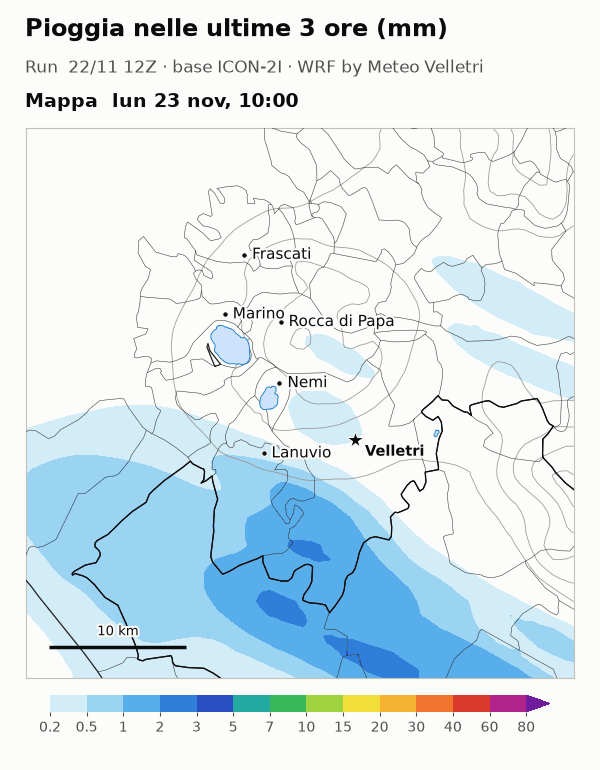 Pioggia nelle ultime 3 ore (mm)
Run  22/11 12Z · base ICON-2I · WRF by Meteo Velletri
Mappa  lun 23 nov, 10:00
Frascati
Marino
Rocca di Papa
Nemi
Velletri
Lanuvio
10 km
0.2 0.5 1 2 3 5 7 10 15 20 30 40 60 80